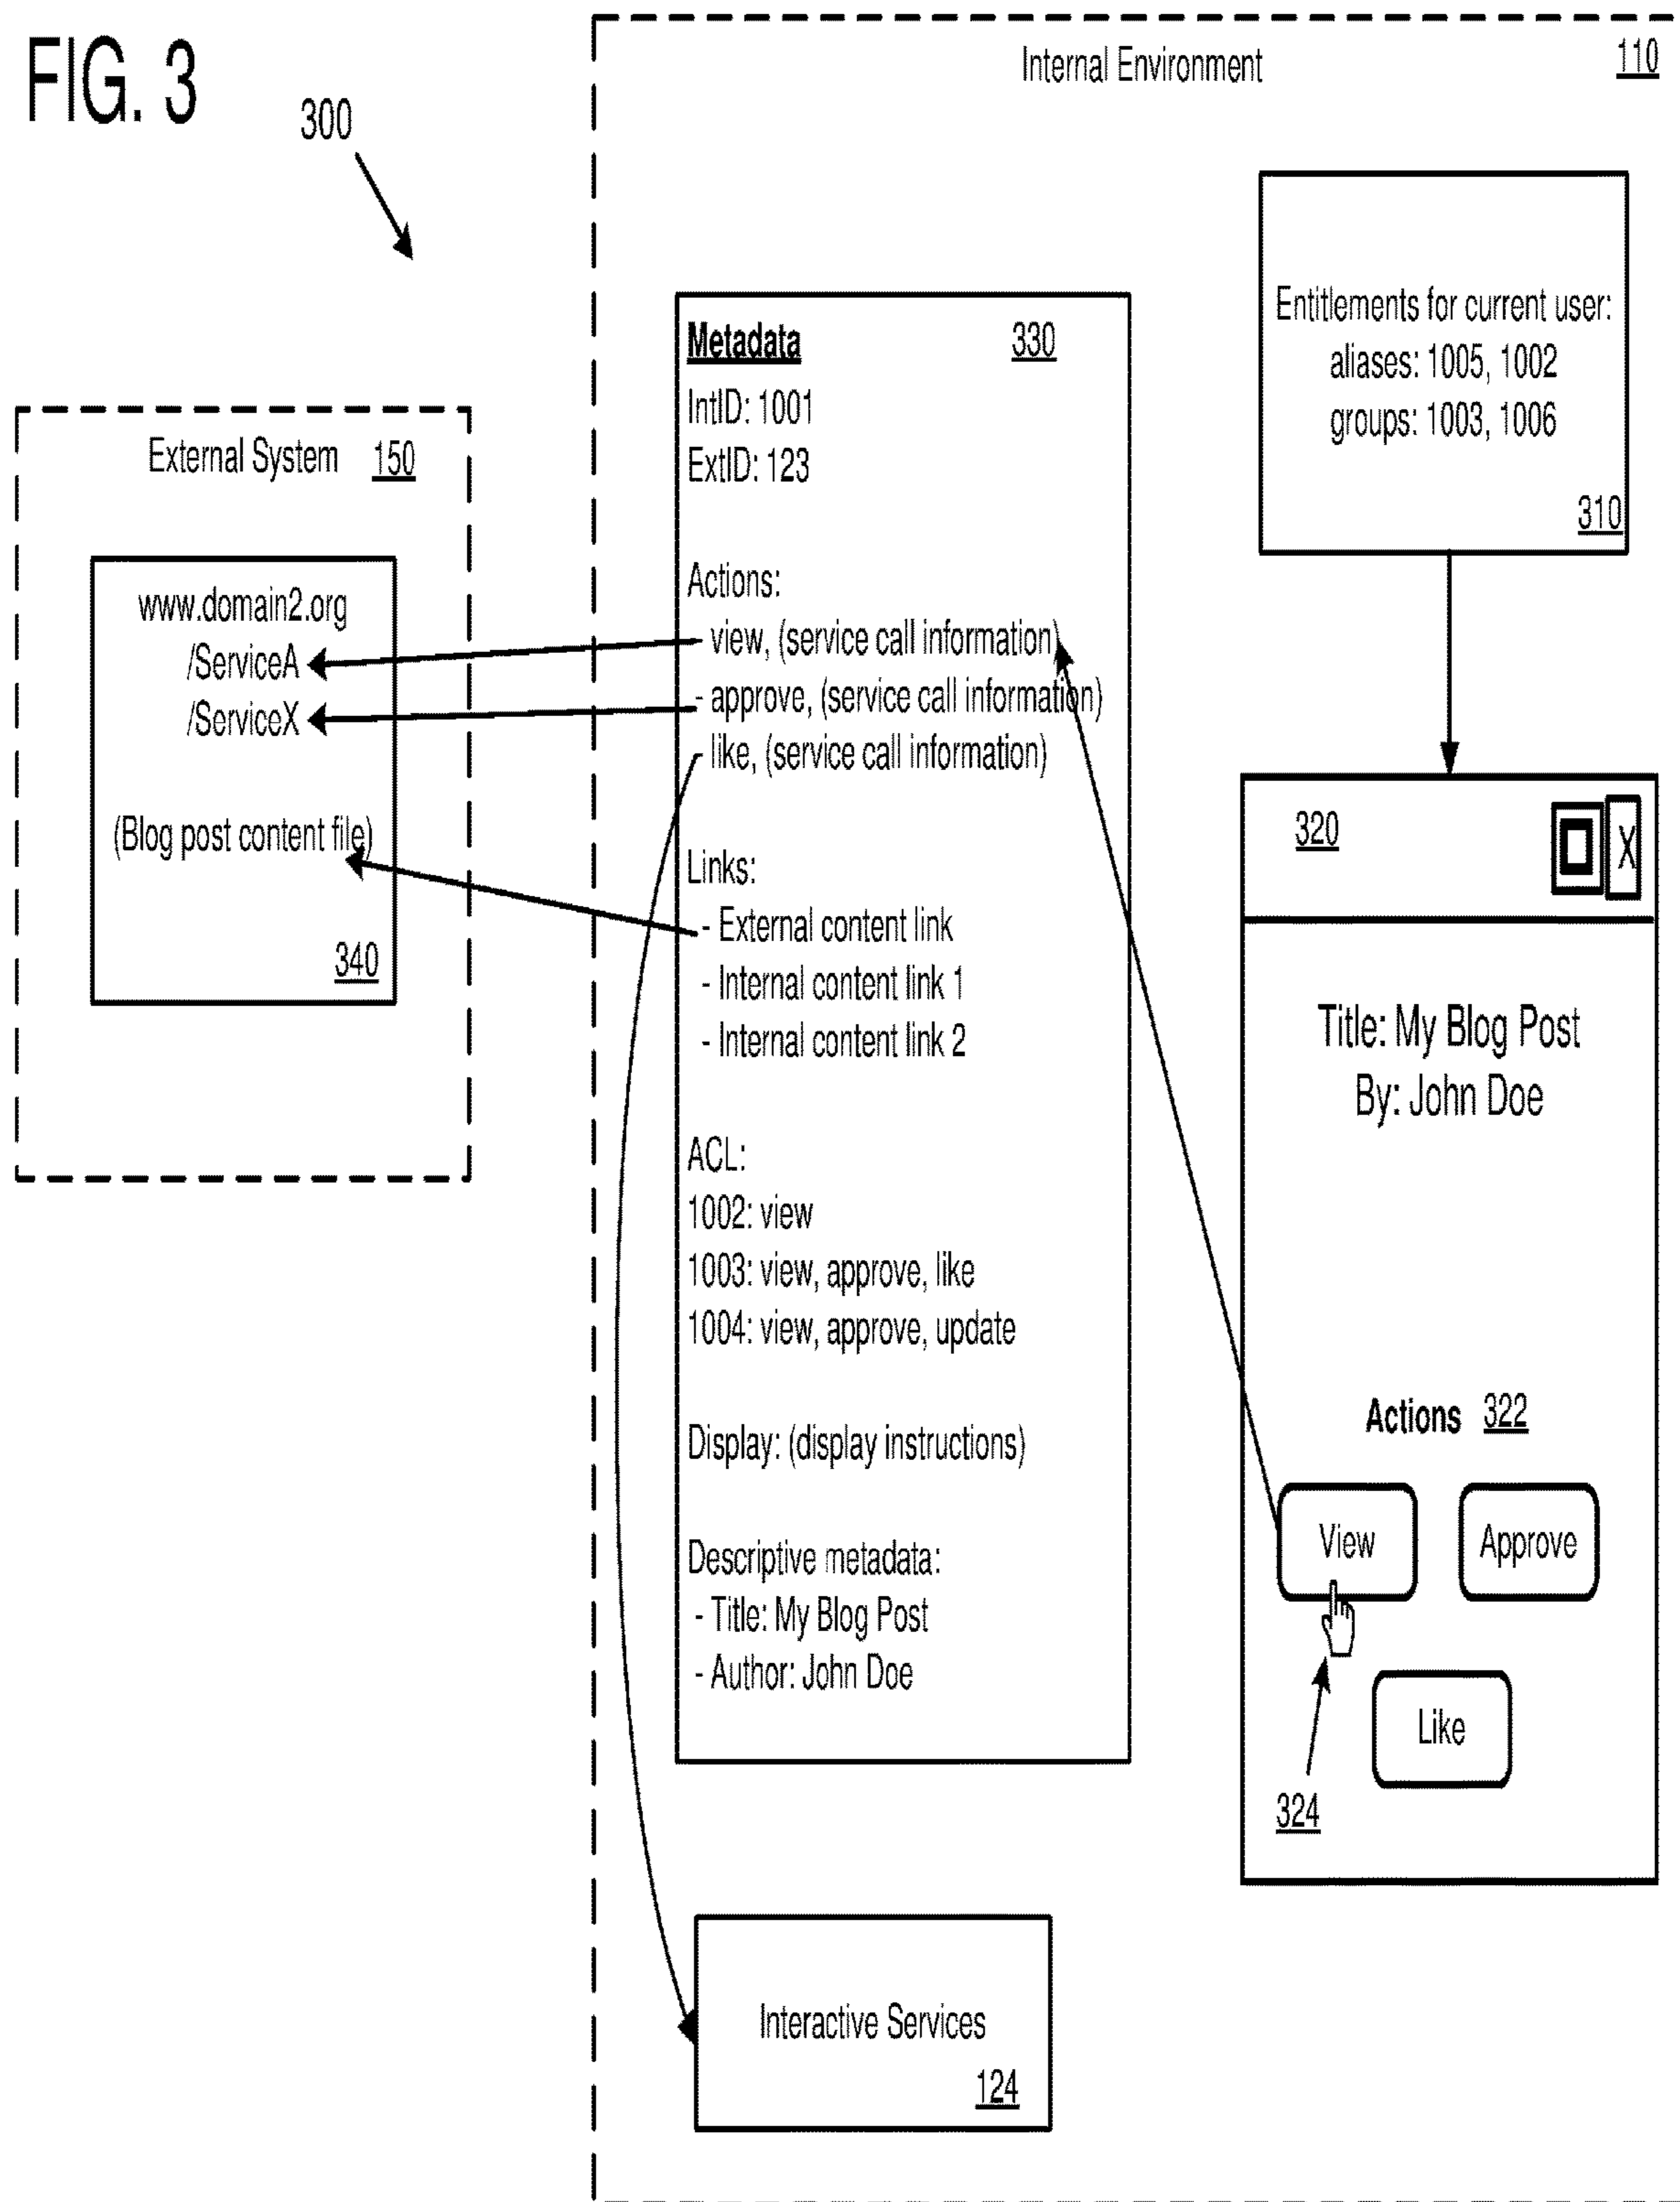 FIG. 3
300
Internal Environment 110
External System 150
www.domain2.org
/ServiceA
/ServiceX
(Blog post content file)
340
Metadata 330
IntID: 1001
ExtID: 123
Actions:
- view, (service call information)
- approve, (service call information)
- like, (service call information)
Links:
- External content link
- Internal content link 1
- Internal content link 2
ACL:
1002: view
1003: view, approve, like
1004: view, approve, update
Display: (display instructions)
Descriptive metadata:
- Title: My Blog Post
- Author: John Doe
Entitlements for current user:
aliases: 1005, 1002
groups: 1003, 1006
310
320 X
Title: My Blog Post
By: John Doe
Actions 322
View Approve
Like
324
Interactive Services
124